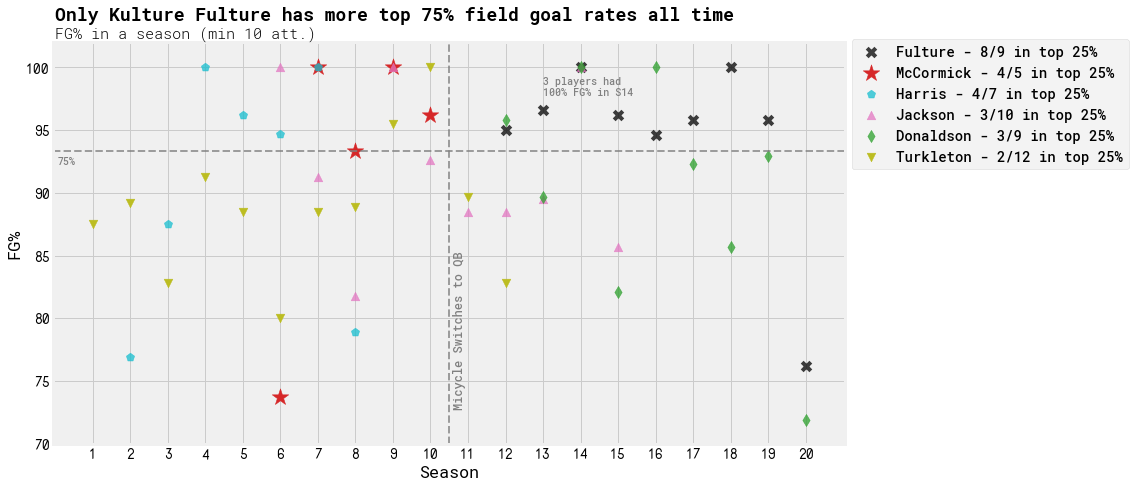 Only Kulture Fulture has more top 75% field goal rates all time
FG% in a season (min 10 att.)
Fulture - 8/9 in top 25%
McCormick - 4/5 in top 25%
Harris - 4/7 in top 25%
Jackson - 3/10 in top 25%
Donaldson - 3/9 in top 25%
Turkleton - 2/12 in top 25%
3 players had
100% FG% in S14
75%
Micycle Switches to QB
FG%
100
95
90
85
80
75
70
1 2 3 4 5 6 7 8 9 10 11 12 13 14 15 16 17 18 19 20
Season